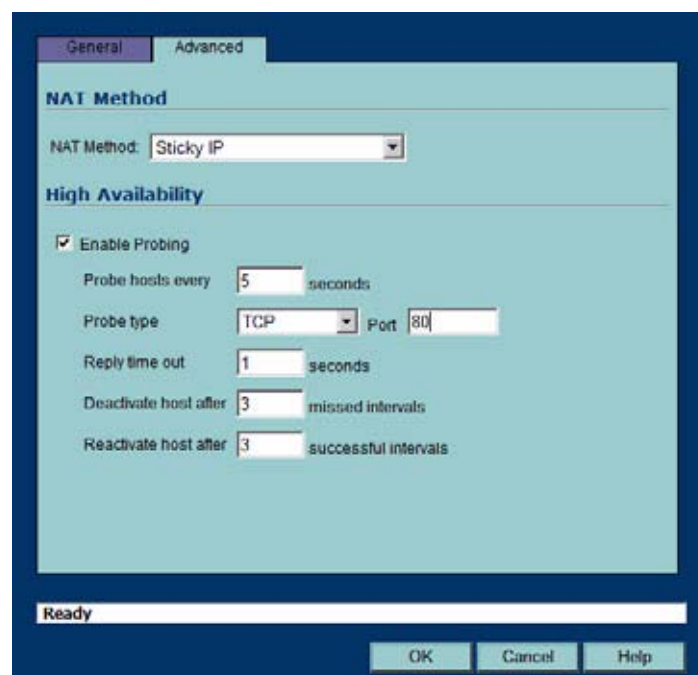 General Advanced
NAT Method
NAT Method: Sticky IP
High Availability
Enable Probing
Probe hosts every 5 seconds
Probe type TCP Port 80
Reply time out 1 seconds
Deactivate host after 3 missed intervals
Reactivate host after 3 successful intervals
Ready
OK Cancel Help